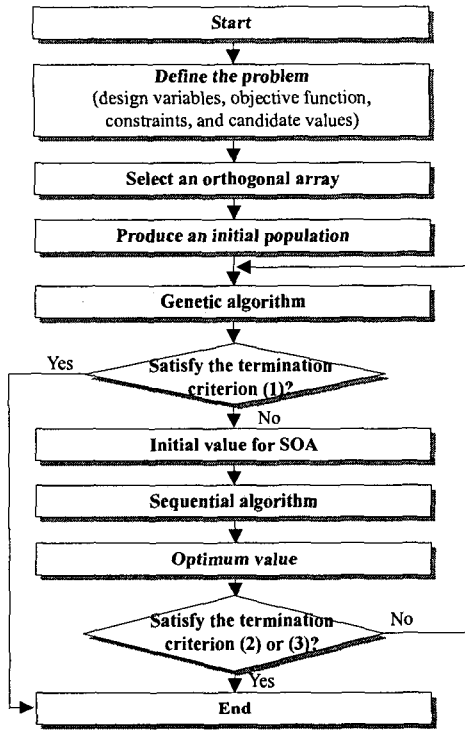 Start
Define the problem
(design variables, objective function,
constraints, and candidate values)
Select an orthogonal array
Produce an initial population
Genetic algorithm
Yes
Satisfy the termination
criterion (1)?
No
Initial value for SOA
Sequential algorithm
Optimum value
Satisfy the termination
criterion (2) or (3)?
No
Yes
End